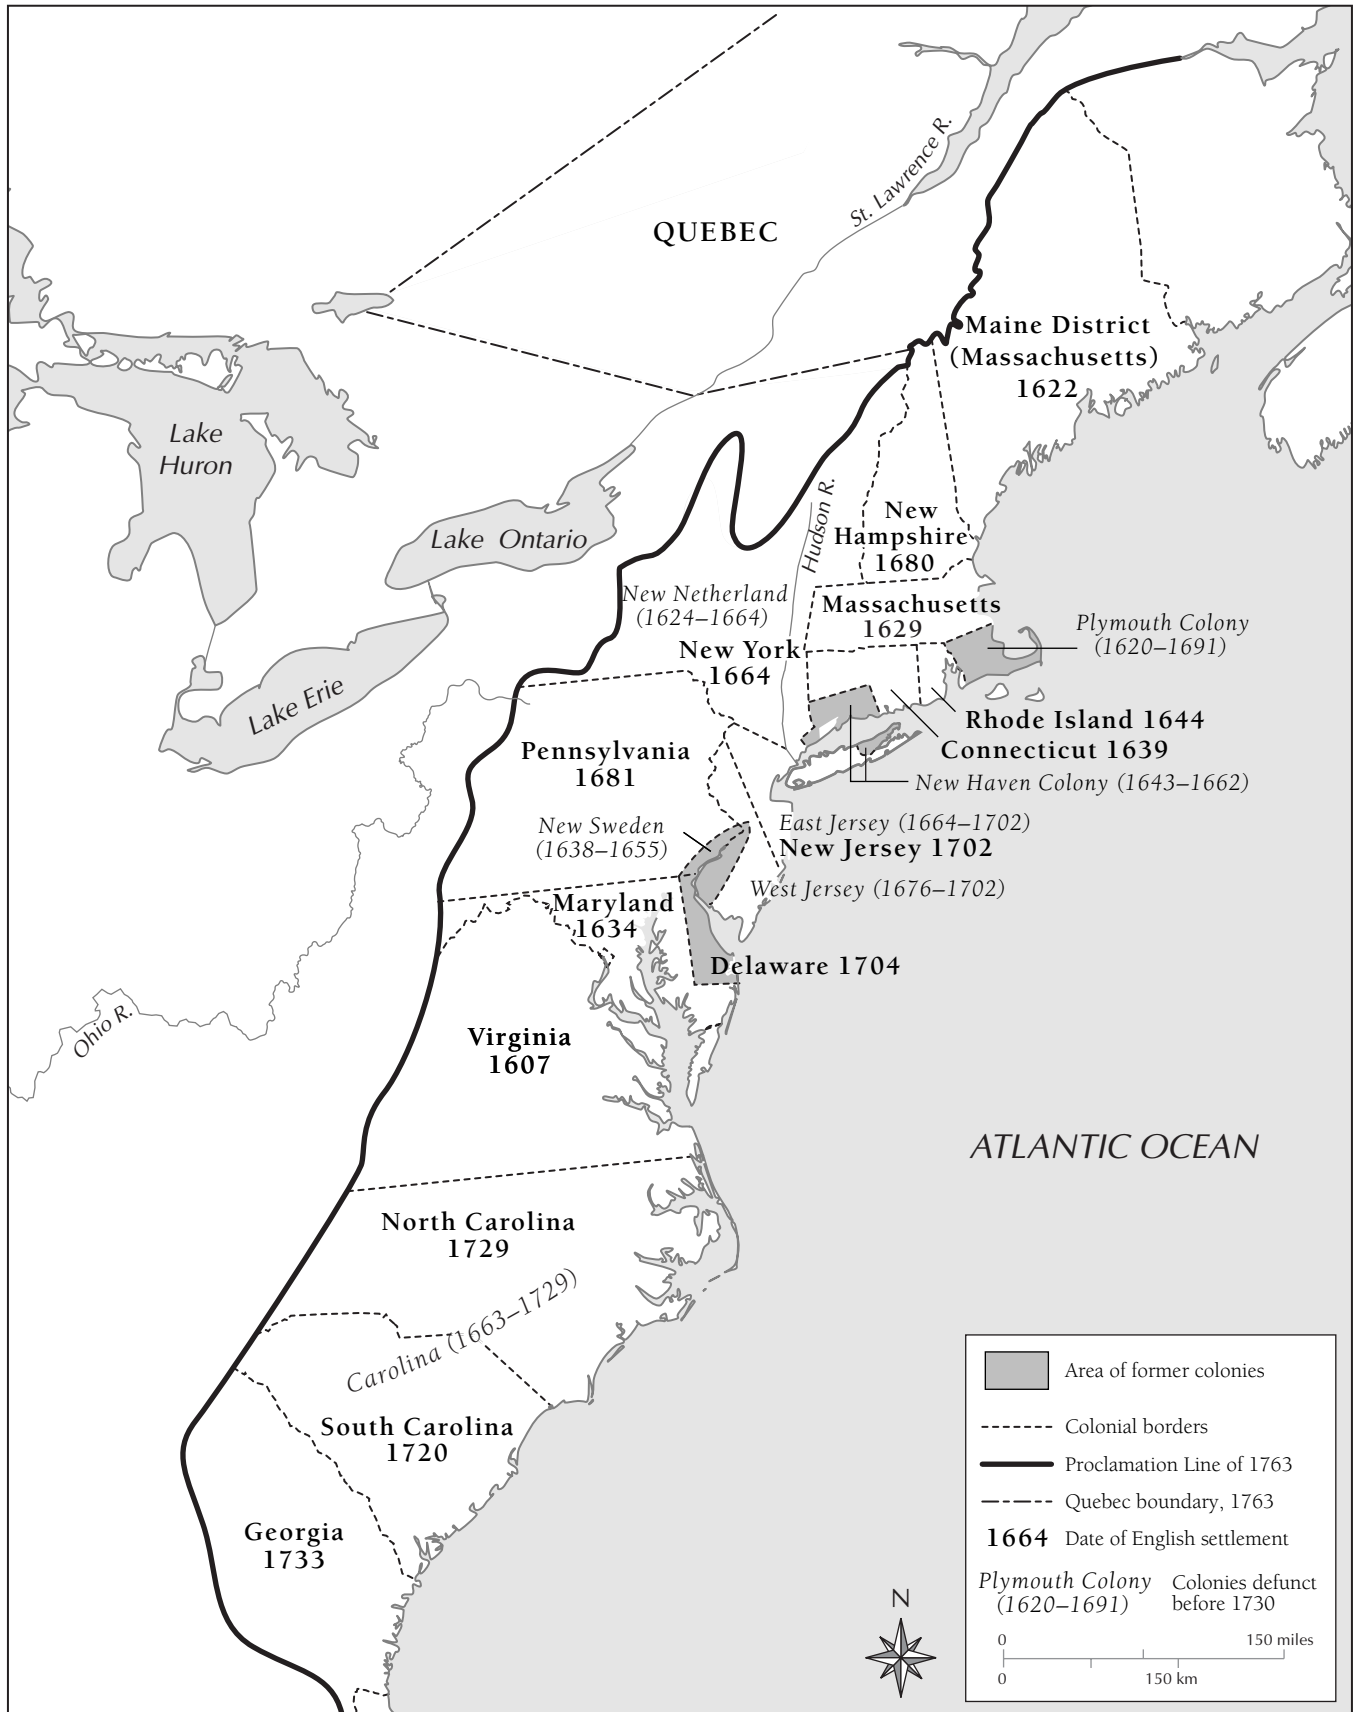 QUEBEC
St. Lawrence R.
Maine District
(Massachusetts)
1622
Lake
Huron
Lake Ontario
Hudson R.
New
Hampshire
1680
New Netherland
(1624–1664)
Massachusetts
1629
Plymouth Colony
(1620–1691)
New York
1664
Lake Erie
Rhode Island 1644
Connecticut 1639
Pennsylvania
1681
New Haven Colony (1643–1662)
New Sweden
(1638–1655)
East Jersey (1664–1702)
New Jersey 1702
West Jersey (1676–1702)
Maryland
1634
Delaware 1704
Ohio R.
Virginia
1607
ATLANTIC OCEAN
North Carolina
1729
Carolina (1663–1729)
South Carolina
1720
Georgia
1733
N
Area of former colonies
Colonial borders
Proclamation Line of 1763
Quebec boundary, 1763
1664 Date of English settlement
Plymouth Colony Colonies defunct
(1620–1691) before 1730
0 150 miles
0 150 km